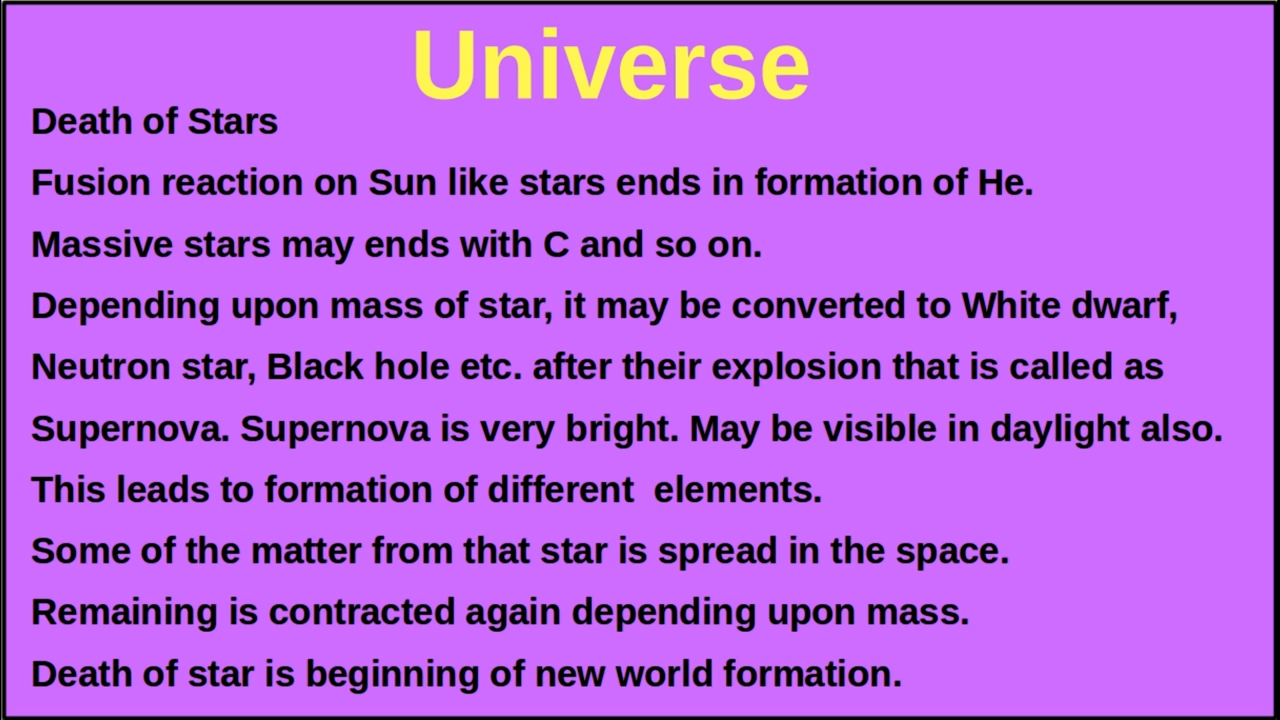 Universe
Death of Stars
Fusion reaction on Sun like stars ends in formation of He.
Massive stars may ends with C and so on.
Depending upon mass of star, it may be converted to White dwarf,
Neutron star, Black hole etc. after their explosion that is called as
Supernova. Supernova is very bright. May be visible in daylight also.
This leads to formation of different  elements.
Some of the matter from that star is spread in the space.
Remaining is contracted again depending upon mass.
Death of star is beginning of new world formation.